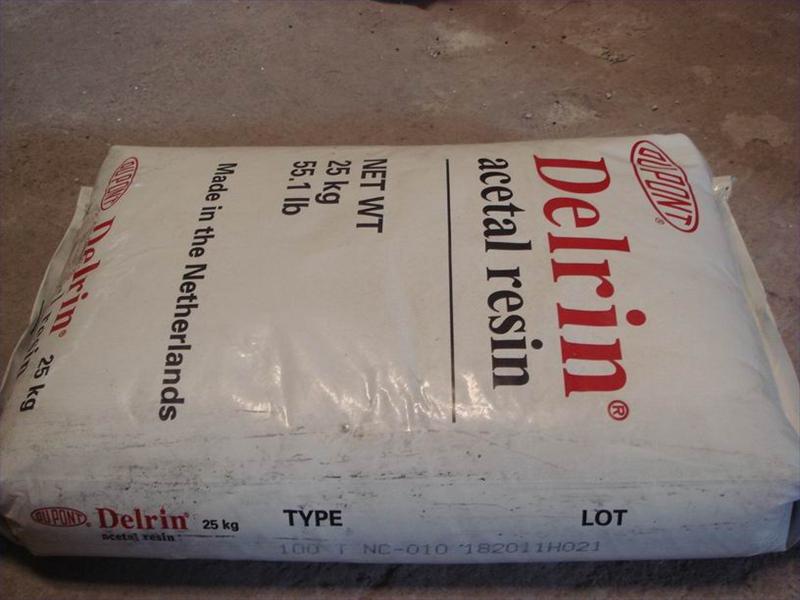 DUPONT®
Delrin®
acetal resin
NET WT
25 kg
55.1 lb
Made in the Netherlands
DUPONT
Delrin® 25 kg
resin
DUPONT® Delrin® 25 kg
acetal resin
TYPE LOT
100 T NC-010 182011H021